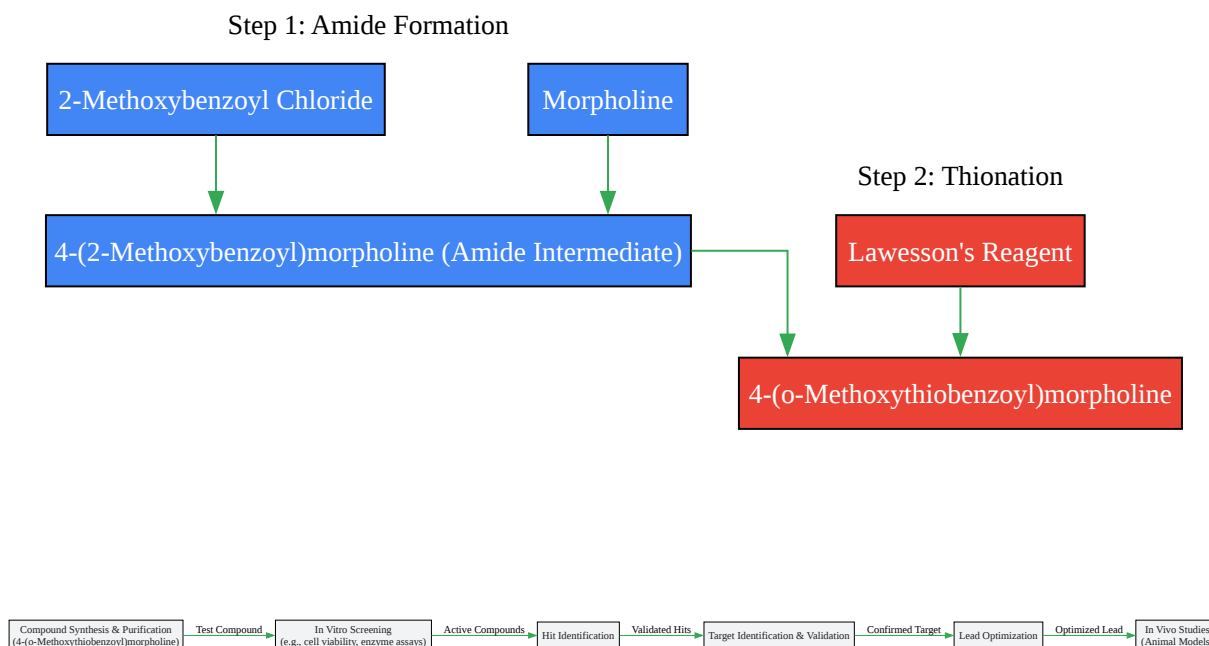 Step 1: Amide Formation
2-Methoxybenzoyl Chloride
Morpholine
Step 2: Thionation
4-(2-Methoxybenzoyl)morpholine (Amide Intermediate)
Lawesson's Reagent
4-(o-Methoxythiobenzoyl)morpholine
Compound Synthesis & Purification
(4-(o-Methoxythiobenzoyl)morpholine)
Test Compound
In Vitro Screening
(e.g., cell viability, enzyme assays)
Active Compounds
Hit Identification
Validated Hits
Target Identification & Validation
Confirmed Target
Lead Optimization
Optimized Lead
In Vivo Studies
(Animal Models